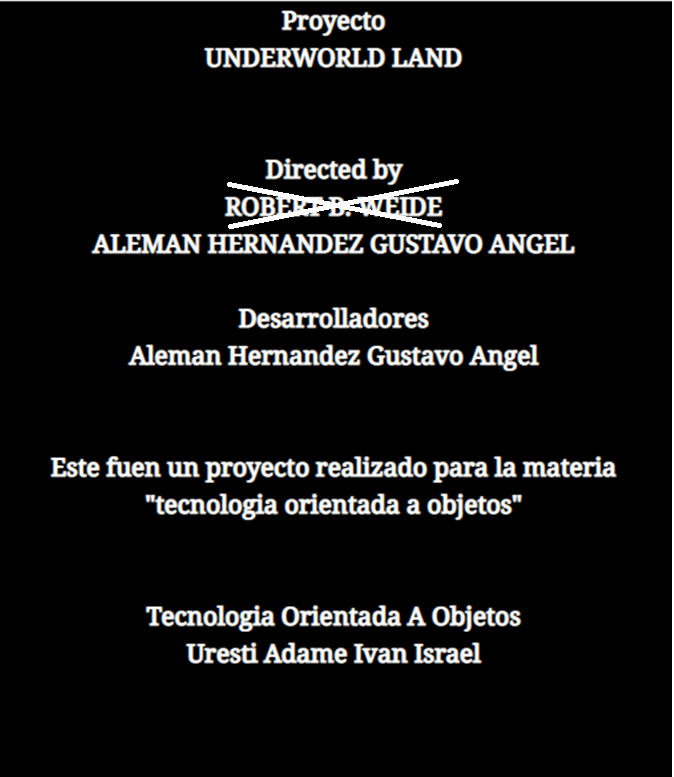 Proyecto
UNDERWORLD LAND
Directed by
ROBERT B. WEIDE
ALEMAN HERNANDEZ GUSTAVO ANGEL
Desarrolladores
Aleman Hernandez Gustavo Angel
Este fuen un proyecto realizado para la materia
"tecnologia orientada a objetos"
Tecnologia Orientada A Objetos
Uresti Adame Ivan Israel